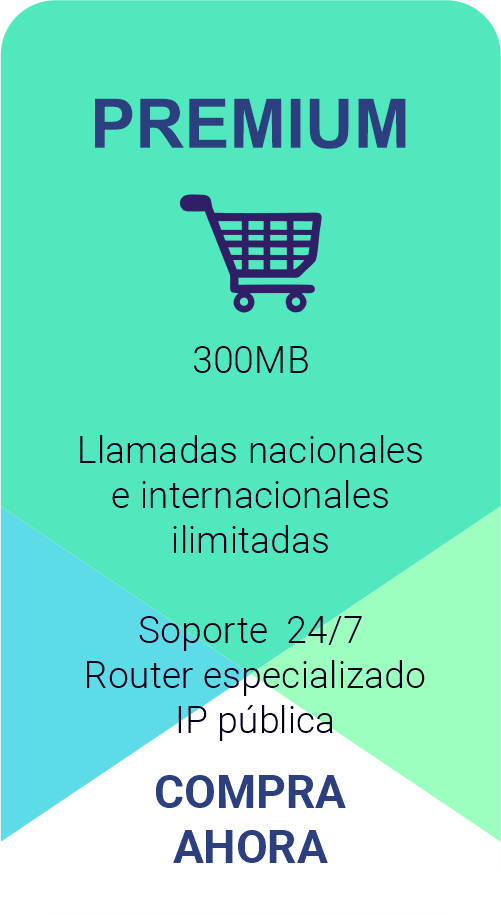 PREMIUM
300MB
Llamadas nacionales
e internacionales
ilimitadas
Soporte 24/7
Router especializado
IP pública
COMPRA
AHORA